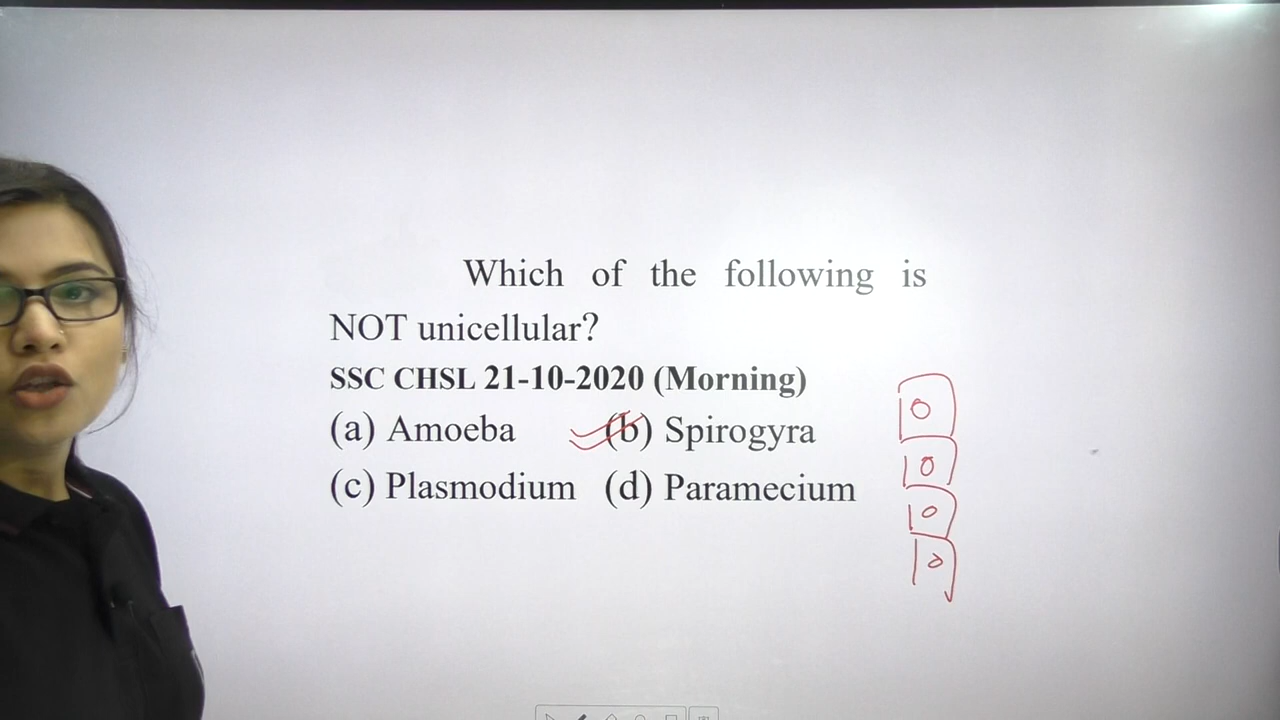 Which of the following is
NOT unicellular?
SSC CHSL 21-10-2020 (Morning)
(a) Amoeba (b) Spirogyra
(c) Plasmodium (d) Paramecium